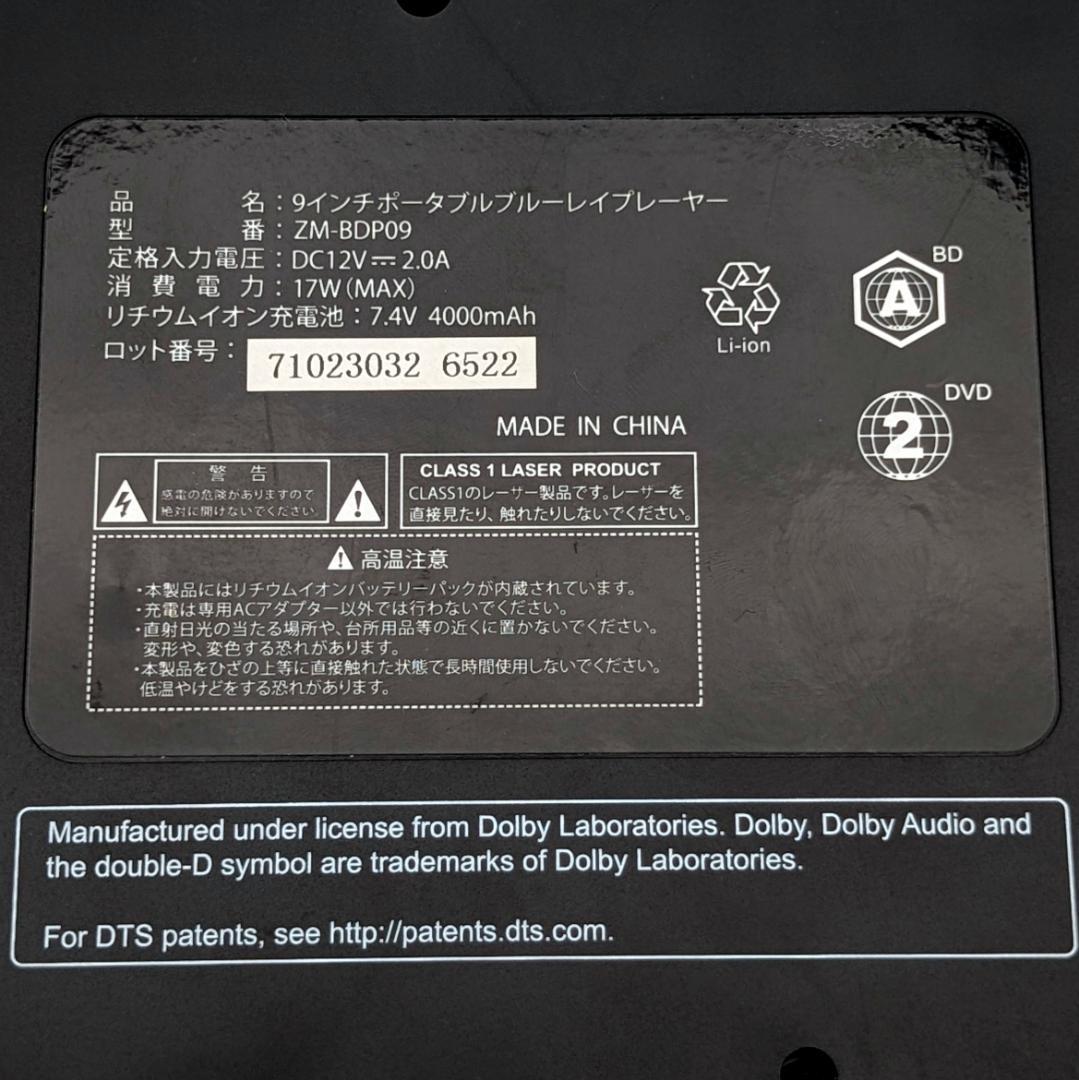 品名：9インチポータブルブルーレイプレーヤー
型番：ZM-BDP09
定格入力電圧：DC12V⎓2.0A
消費電力：17W(MAX)
リチウムイオン充電池：7.4V 4000mAh
ロット番号：71023032 6522
Li-ion
BD
A
DVD
2
MADE IN CHINA
警告
感電の危険がありますので
絶対に開けないでください。
CLASS 1 LASER PRODUCT
CLASS1のレーザー製品です。レーザーを
直接見たり、触れたりしないでください。
高温注意
・本製品にはリチウムイオンバッテリーパックが内蔵されています。
・充電は専用ACアダプター以外では行わないでください。
・直射日光の当たる場所や、台所用品等の近くに置かないでください。
変形や、変色する恐れがあります。
・本製品をひざの上等に直接触れた状態で長時間使用しないでください。
低温やけどをする恐れがあります。
Manufactured under license from Dolby Laboratories. Dolby, Dolby Audio and
the double-D symbol are trademarks of Dolby Laboratories.
For DTS patents, see http://patents.dts.com.